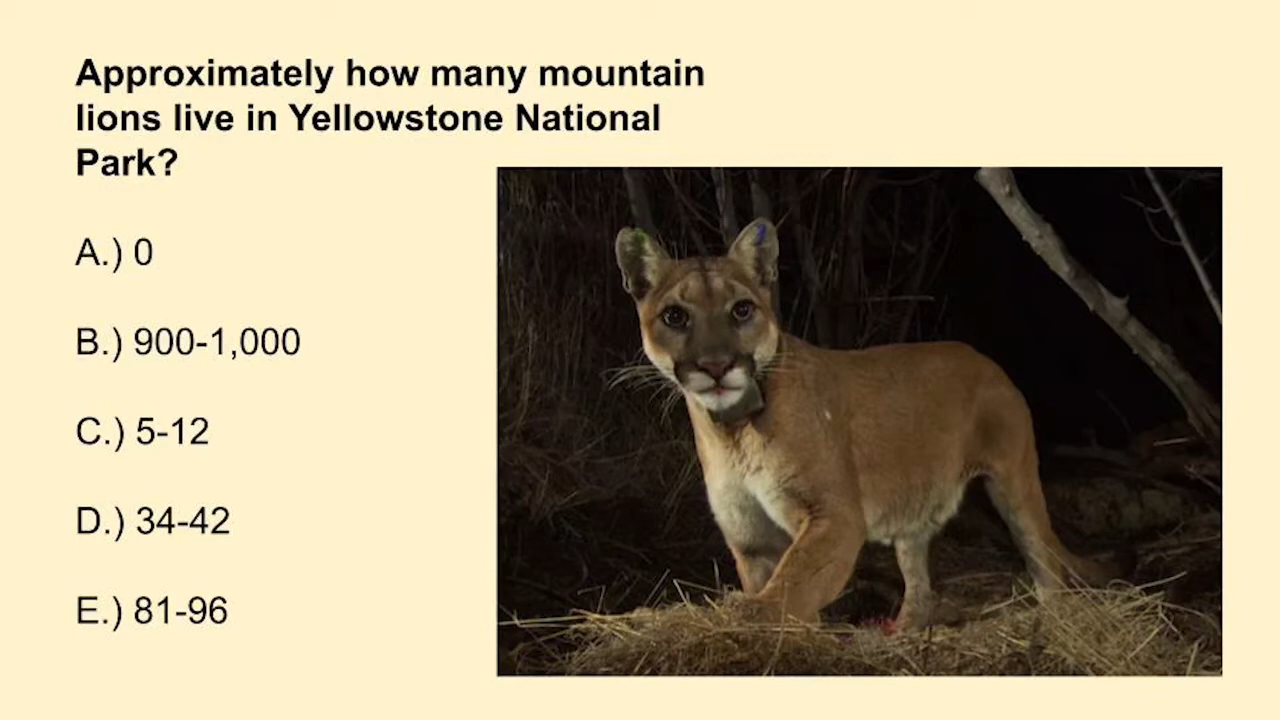 Approximately how many mountain
lions live in Yellowstone National
Park?
A.) 0
B.) 900-1,000
C.) 5-12
D.) 34-42
E.) 81-96